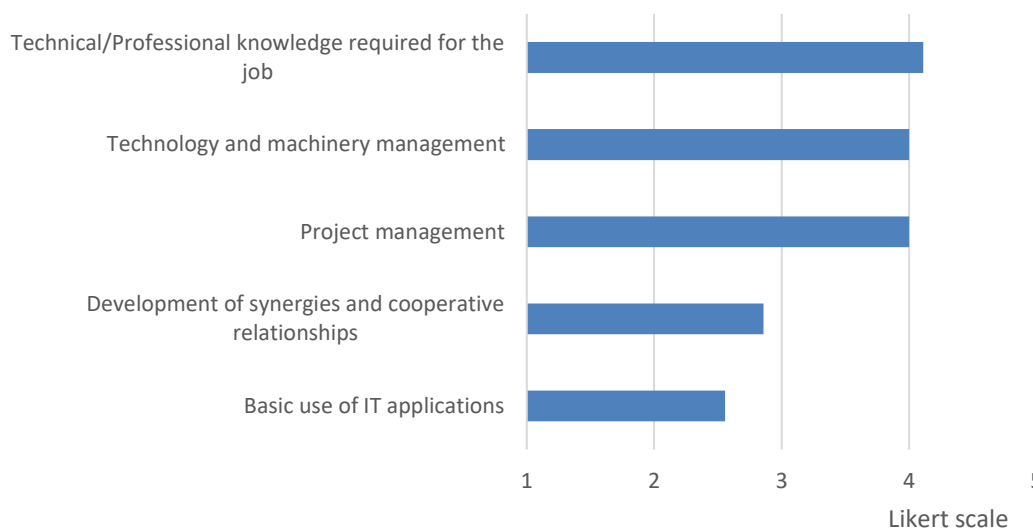 Technical/Professional knowledge required for the
job
Technology and machinery management
Project management
Development of synergies and cooperative
relationships
Basic use of IT applications
1 2 3 4 5
Likert scale